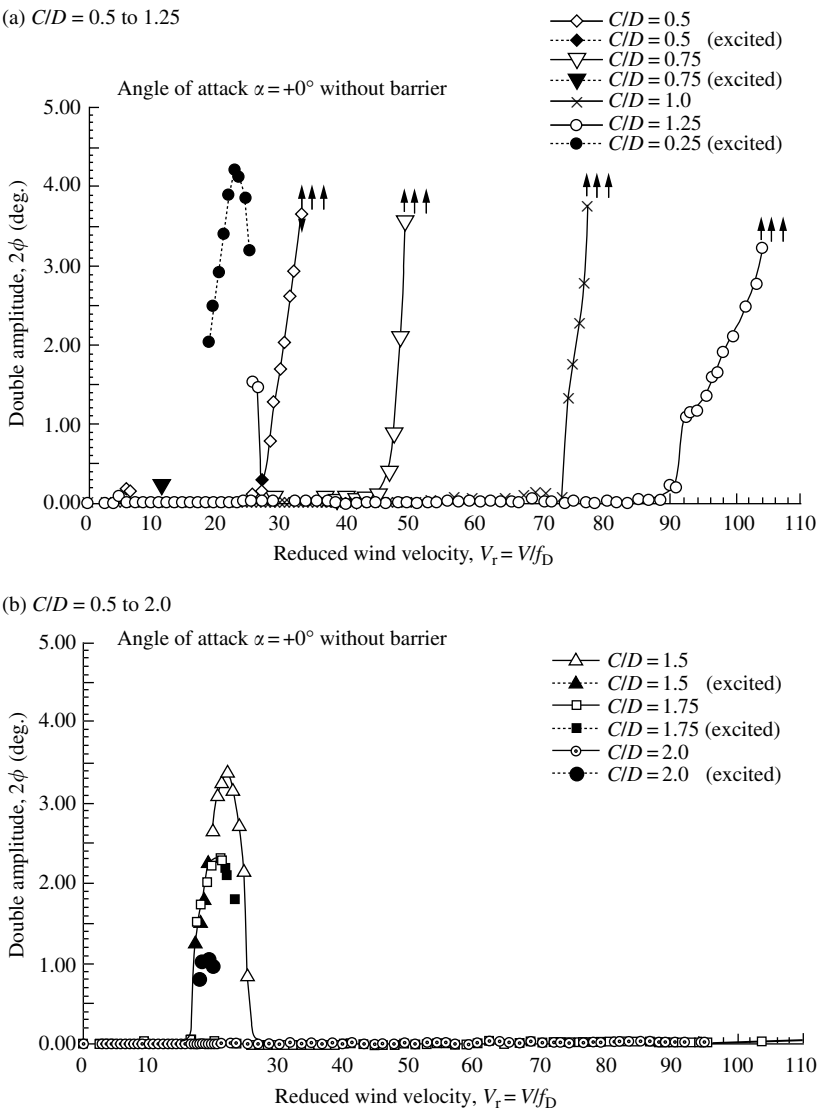 (a) C/D = 0.5 to 1.25
C/D = 0.5
C/D = 0.5 (excited)
C/D = 0.75
C/D = 0.75 (excited)
C/D = 1.0
C/D = 1.25
C/D = 0.25 (excited)
Angle of attack α = +0° without barrier
Double amplitude, 2ϕ (deg.)
5.00
4.00
3.00
2.00
1.00
0.00
0 10 20 30 40 50 60 70 80 90 100 110
Reduced wind velocity, V_r = V/f_D
(b) C/D = 0.5 to 2.0
Angle of attack α = +0° without barrier
C/D = 1.5
C/D = 1.5 (excited)
C/D = 1.75
C/D = 1.75 (excited)
C/D = 2.0
C/D = 2.0 (excited)
Double amplitude, 2ϕ (deg.)
5.00
4.00
3.00
2.00
1.00
0.00
0 10 20 30 40 50 60 70 80 90 100 110
Reduced wind velocity, V_r = V/f_D